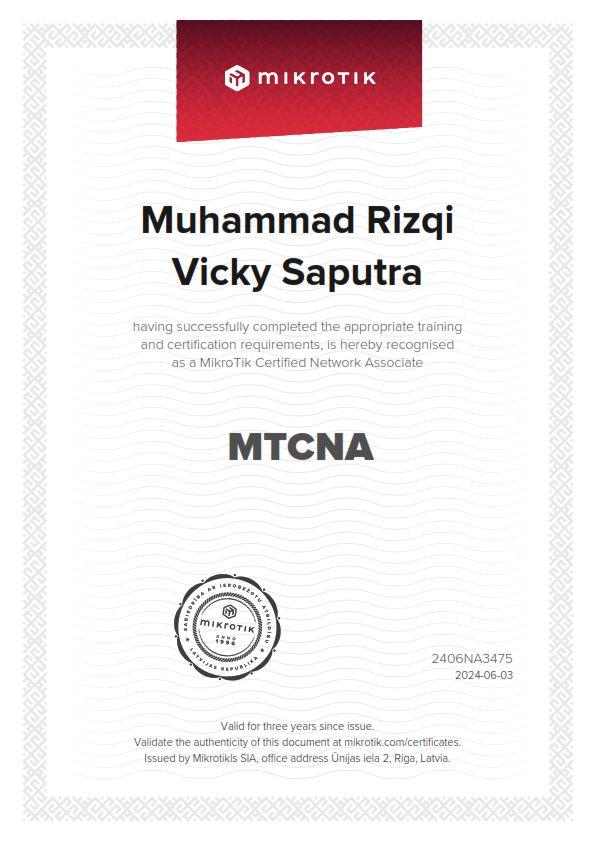 mikrotik
Muhammad Rizqi
Vicky Saputra
having successfully completed the appropriate training
and certification requirements, is hereby recognised
as a MikroTik Certified Network Associate
MTCNA
SABIEDRĪBA AR IEROBEŽOTU ATBILDĪBU
mikrotik
ANNO
1996
★ LATVIJAS REPUBLIKA ★
2406NA3475
2024-06-03
Valid for three years since issue.
Validate the authenticity of this document at mikrotik.com/certificates.
Issued by Mikrotikls SIA, office address Ūnijas iela 2, Riga, Latvia.